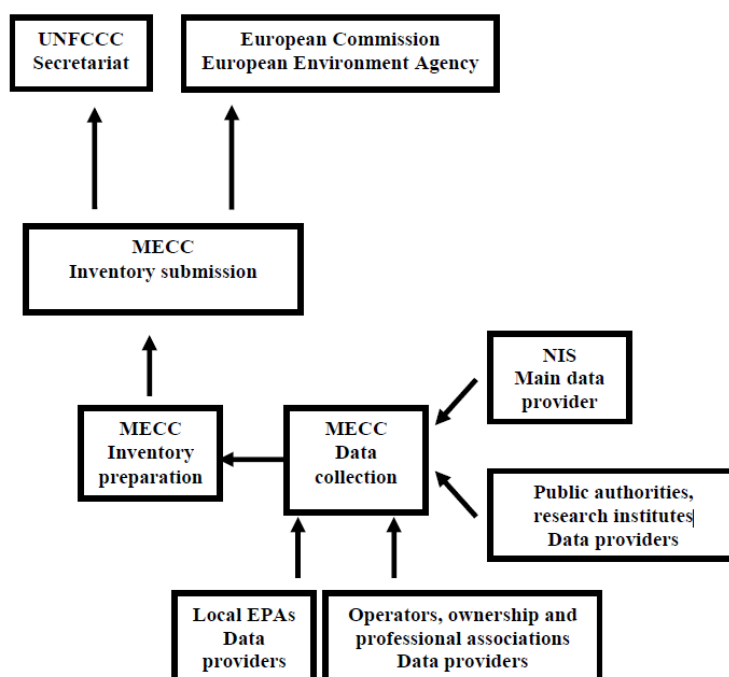 UNFCCC
Secretariat
European Commission
European Environment Agency
MECC
Inventory submission
NIS
Main data
provider
MECC
Inventory
preparation
MECC
Data
collection
Public authorities,
research institutes
Data providers
Local EPAs
Data
providers
Operators, ownership and
professional associations
Data providers